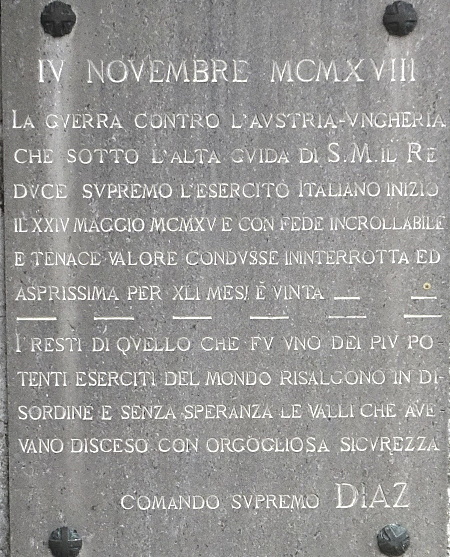 IV NOVEMBRE MCMXVIII
LA GVERRA CONTRO L'AVSTRIA-VNGHERIA
CHE SOTTO L'ALTA GVIDA DI S.M. IL RE
DVCE SVPREMO L'ESERCITO ITALIANO INIZIO
IL XXIV MAGGIO MCMXV E CON FEDE INCROLLABILE
E TENACE VALORE CONDVSSE ININTERROTTA ED
ASPRISSIMA PER XLI MESI È VINTA
I RESTI DI QVELLO CHE FV VNO DEI PIV PO-
TENTI ESERCITI DEL MONDO RISALGONO IN DI-
SORDINE E SENZA SPERANZA LE VALLI CHE AVE-
VANO DISCESO CON ORGOGLIOSA SICVREZZA
COMANDO SVPREMO DIAZ